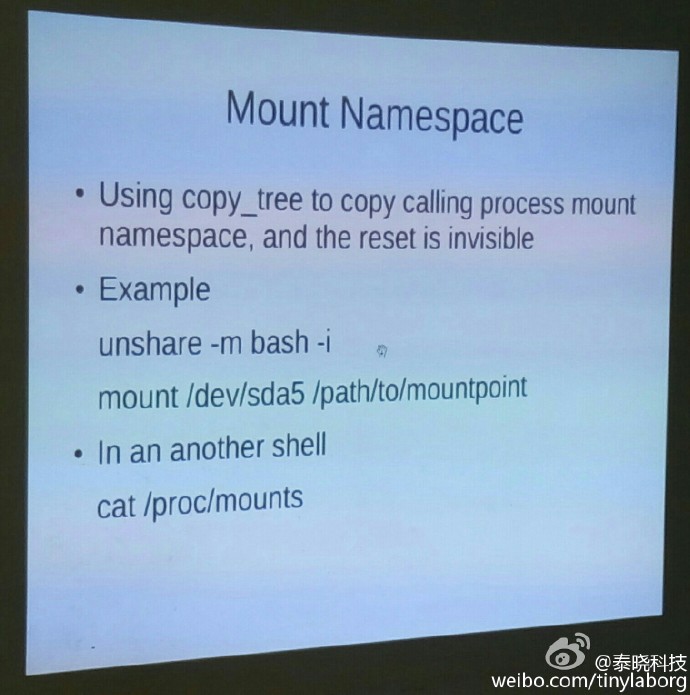 Mount Namespace
• Using copy_tree to copy calling process mount
namespace, and the reset is invisible
• Example
unshare -m bash -i
mount /dev/sda5 /path/to/mountpoint
• In an another shell
cat /proc/mounts
@泰晓科技
weibo.com/tinylaborg